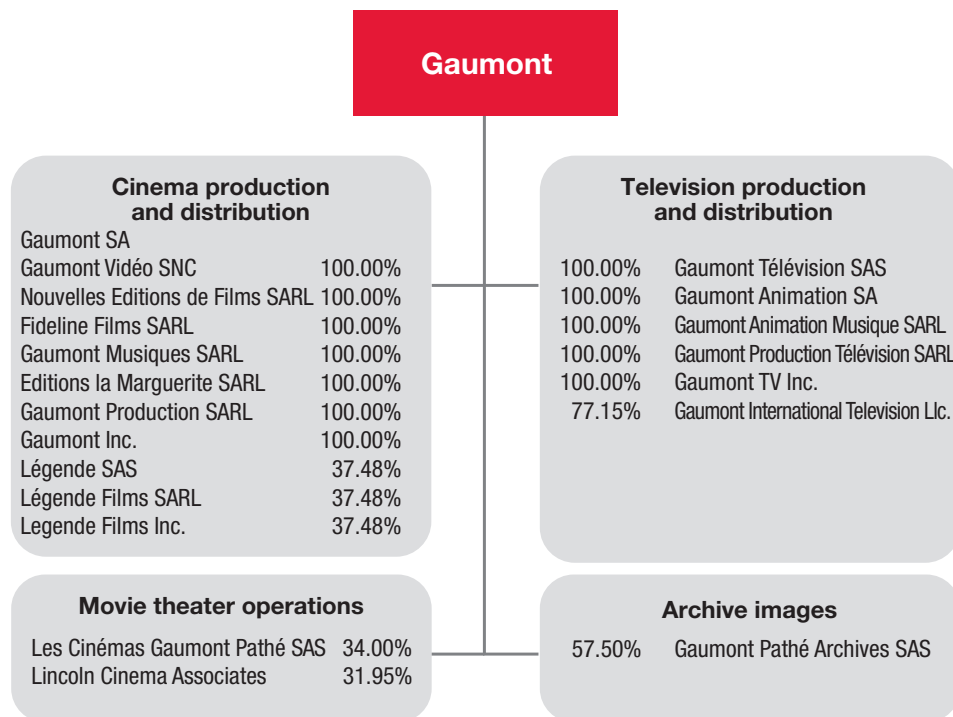 Gaumont
Cinema production
and distribution
Gaumont SA
Gaumont Vidéo SNC 100.00%
Nouvelles Editions de Films SARL 100.00%
Fideline Films SARL 100.00%
Gaumont Musiques SARL 100.00%
Editions la Marguerite SARL 100.00%
Gaumont Production SARL 100.00%
Gaumont Inc. 100.00%
Légende SAS 37.48%
Légende Films SARL 37.48%
Legende Films Inc. 37.48%
Television production
and distribution
100.00% Gaumont Télévision SAS
100.00% Gaumont Animation SA
100.00% Gaumont Animation Musique SARL
100.00% Gaumont Production Télévision SARL
100.00% Gaumont TV Inc.
77.15% Gaumont International Television Llc.
Movie theater operations
Les Cinémas Gaumont Pathé SAS 34.00%
Lincoln Cinema Associates 31.95%
Archive images
57.50% Gaumont Pathé Archives SAS